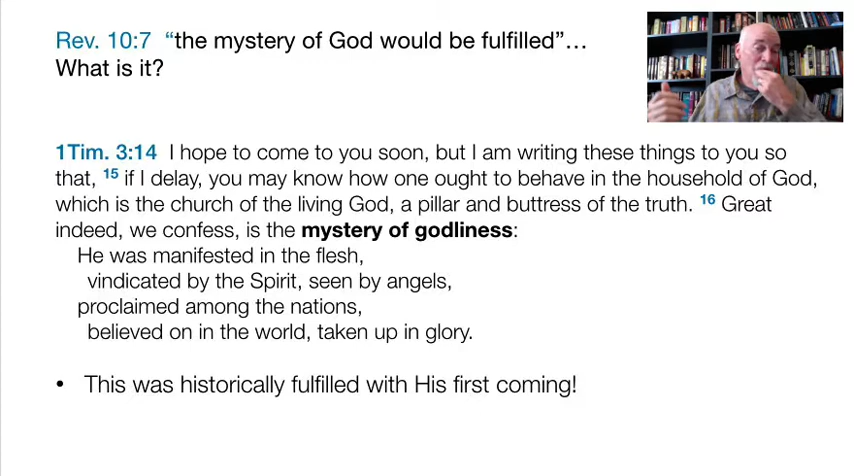 Rev. 10:7 “the mystery of God would be fulfilled”…
What is it?
1Tim. 3:14 I hope to come to you soon, but I am writing these things to you so
that, 15 if I delay, you may know how one ought to behave in the household of God,
which is the church of the living God, a pillar and buttress of the truth. 16 Great
indeed, we confess, is the mystery of godliness:
He was manifested in the flesh,
vindicated by the Spirit, seen by angels,
proclaimed among the nations,
believed on in the world, taken up in glory.
• This was historically fulfilled with His first coming!